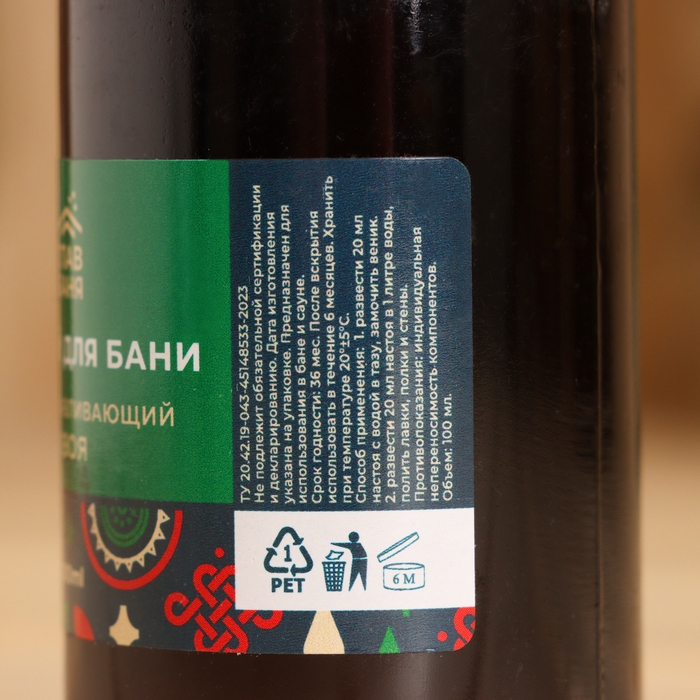 ДЛЯ БАНИ
ТУ 20.42.19-043-45148533-2023
Не подлежит обязательной сертификации
и декларированию. Дата изготовления
указана на упаковке. Предназначен для
использования в бане и сауне.
Срок годности: 36 мес. После вскрытия
использовать в течение 6 месяцев. Хранить
при температуре 20°±5°С.
Способ применения: 1. развести 20 мл
настоя с водой в тазу, замочить веник.
2. развести 20 мл настоя в 1 литре воды,
полить лавки, полки и стены.
Противопоказания: индивидуальная
непереносимость компонентов.
Объем: 100 мл.
1
PET
6 M